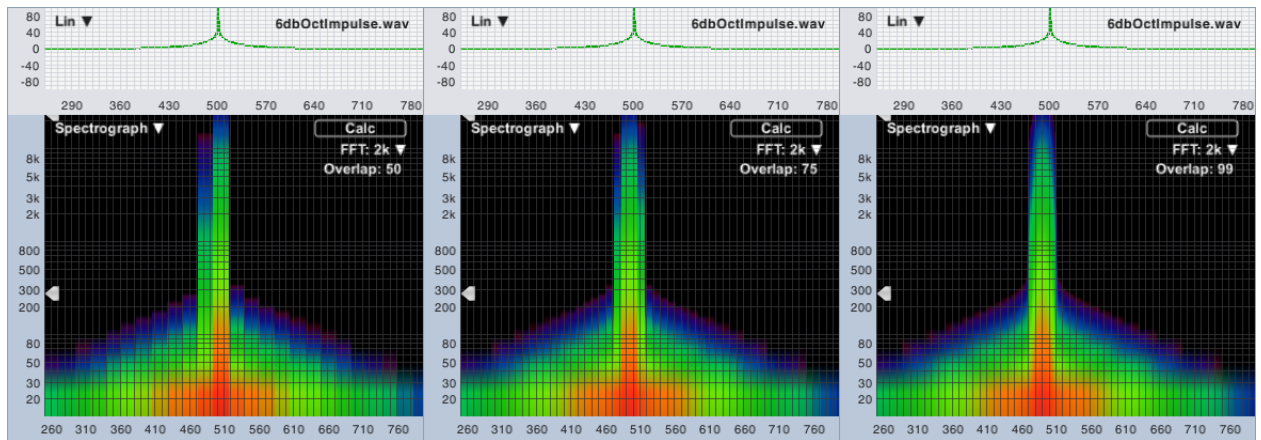 80 Lin ▼ 6dbOctImpulse.wav
40
0
-40
-80
290 360 430 500 570 640 710 780
Spectrograph ▼ Calc
FFT: 2k ▼
8k Overlap: 50
5k
3k
2k
800
500
300
200
80
50
30
20
260 310 360 410 460 510 560 610 660 710 760
80 Lin ▼ 6dbOctImpulse.wav
40
0
-40
-80
290 360 430 500 570 640 710 780
Spectrograph ▼ Calc
FFT: 2k ▼
8k Overlap: 75
5k
3k
2k
800
500
300
200
80
50
30
20
260 310 360 410 460 510 560 610 660 710 760
80 Lin ▼ 6dbOctImpulse.wav
40
0
-40
-80
290 360 430 500 570 640 710 780
Spectrograph ▼ Calc
FFT: 2k ▼
8k Overlap: 99
5k
3k
2k
800
500
300
200
80
50
30
20
260 310 360 410 460 510 560 610 660 710 760